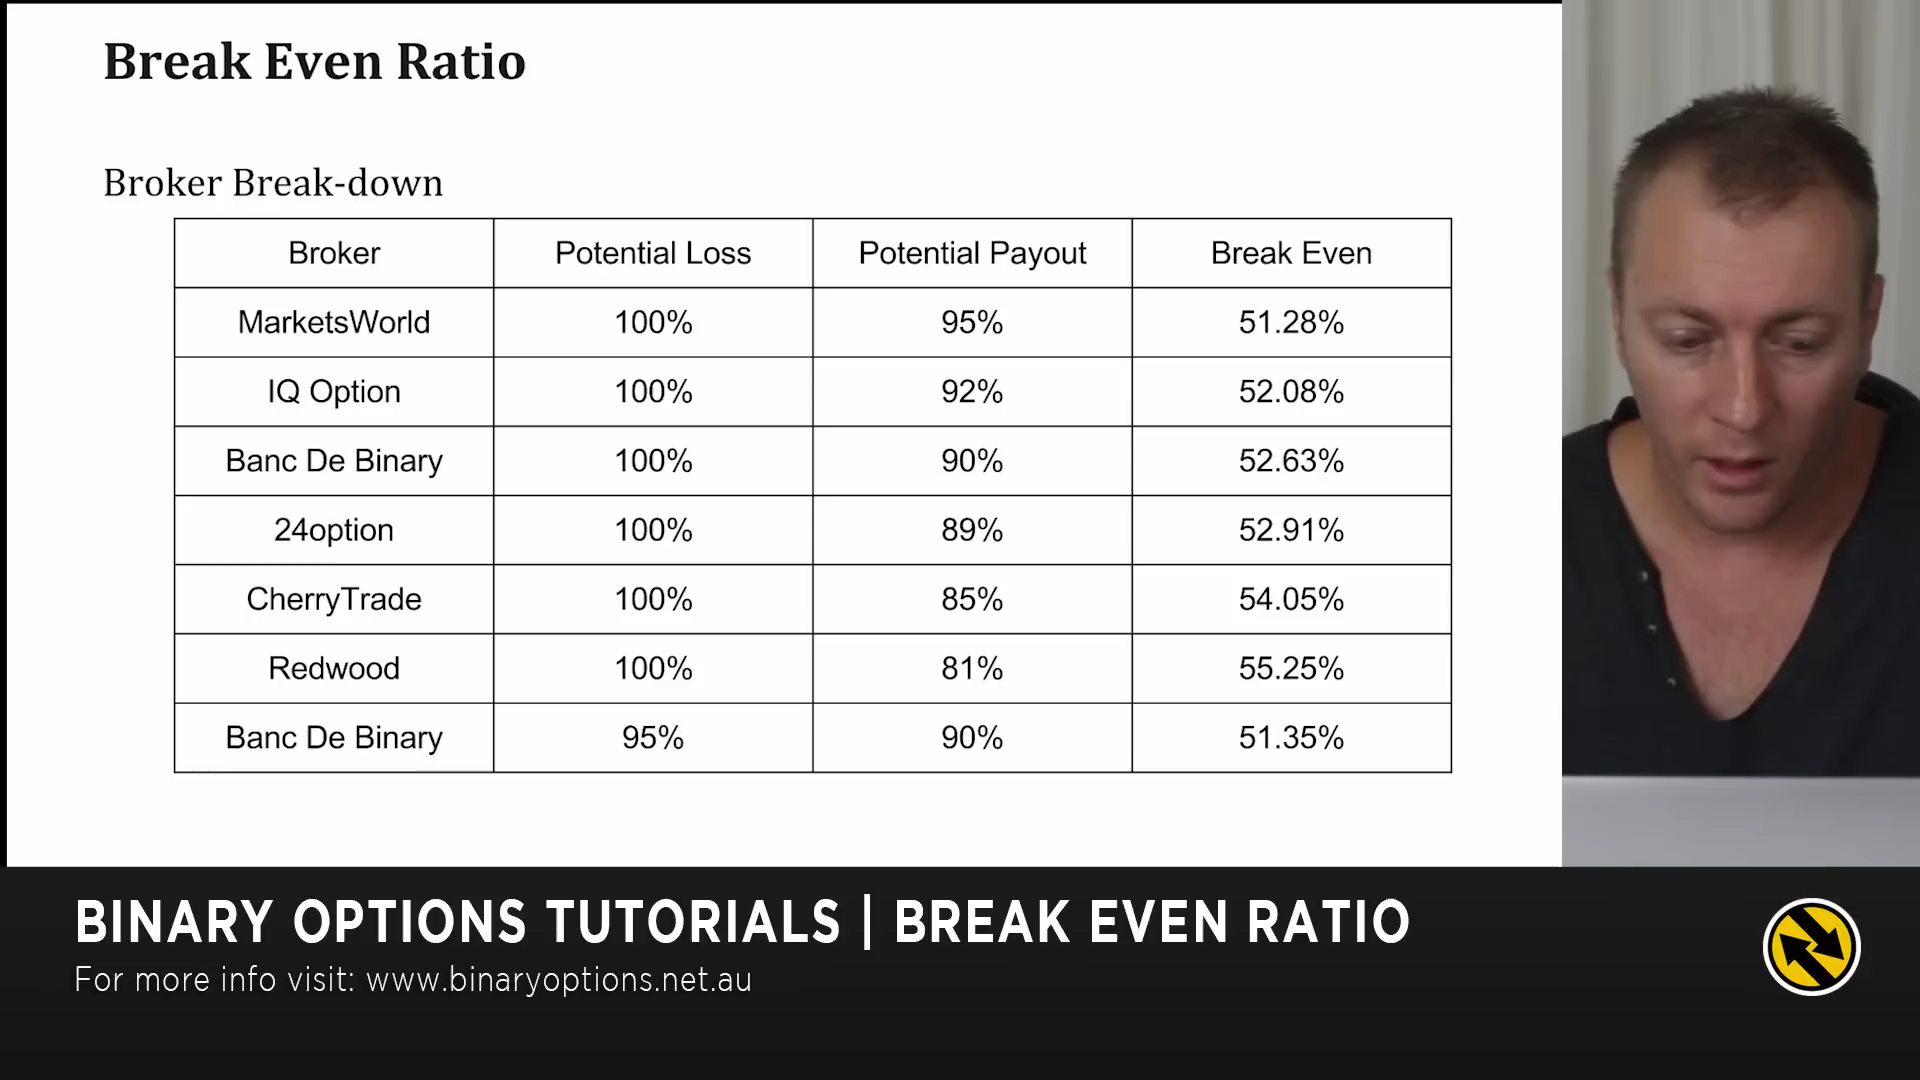 Break Even Ratio
Broker Break-down
Broker Potential Loss Potential Payout Break Even
MarketsWorld 100% 95% 51.28%
IQ Option 100% 92% 52.08%
Banc De Binary 100% 90% 52.63%
24option 100% 89% 52.91%
CherryTrade 100% 85% 54.05%
Redwood 100% 81% 55.25%
Banc De Binary 95% 90% 51.35%
BINARY OPTIONS TUTORIALS | BREAK EVEN RATIO
For more info visit: www.binaryoptions.net.au